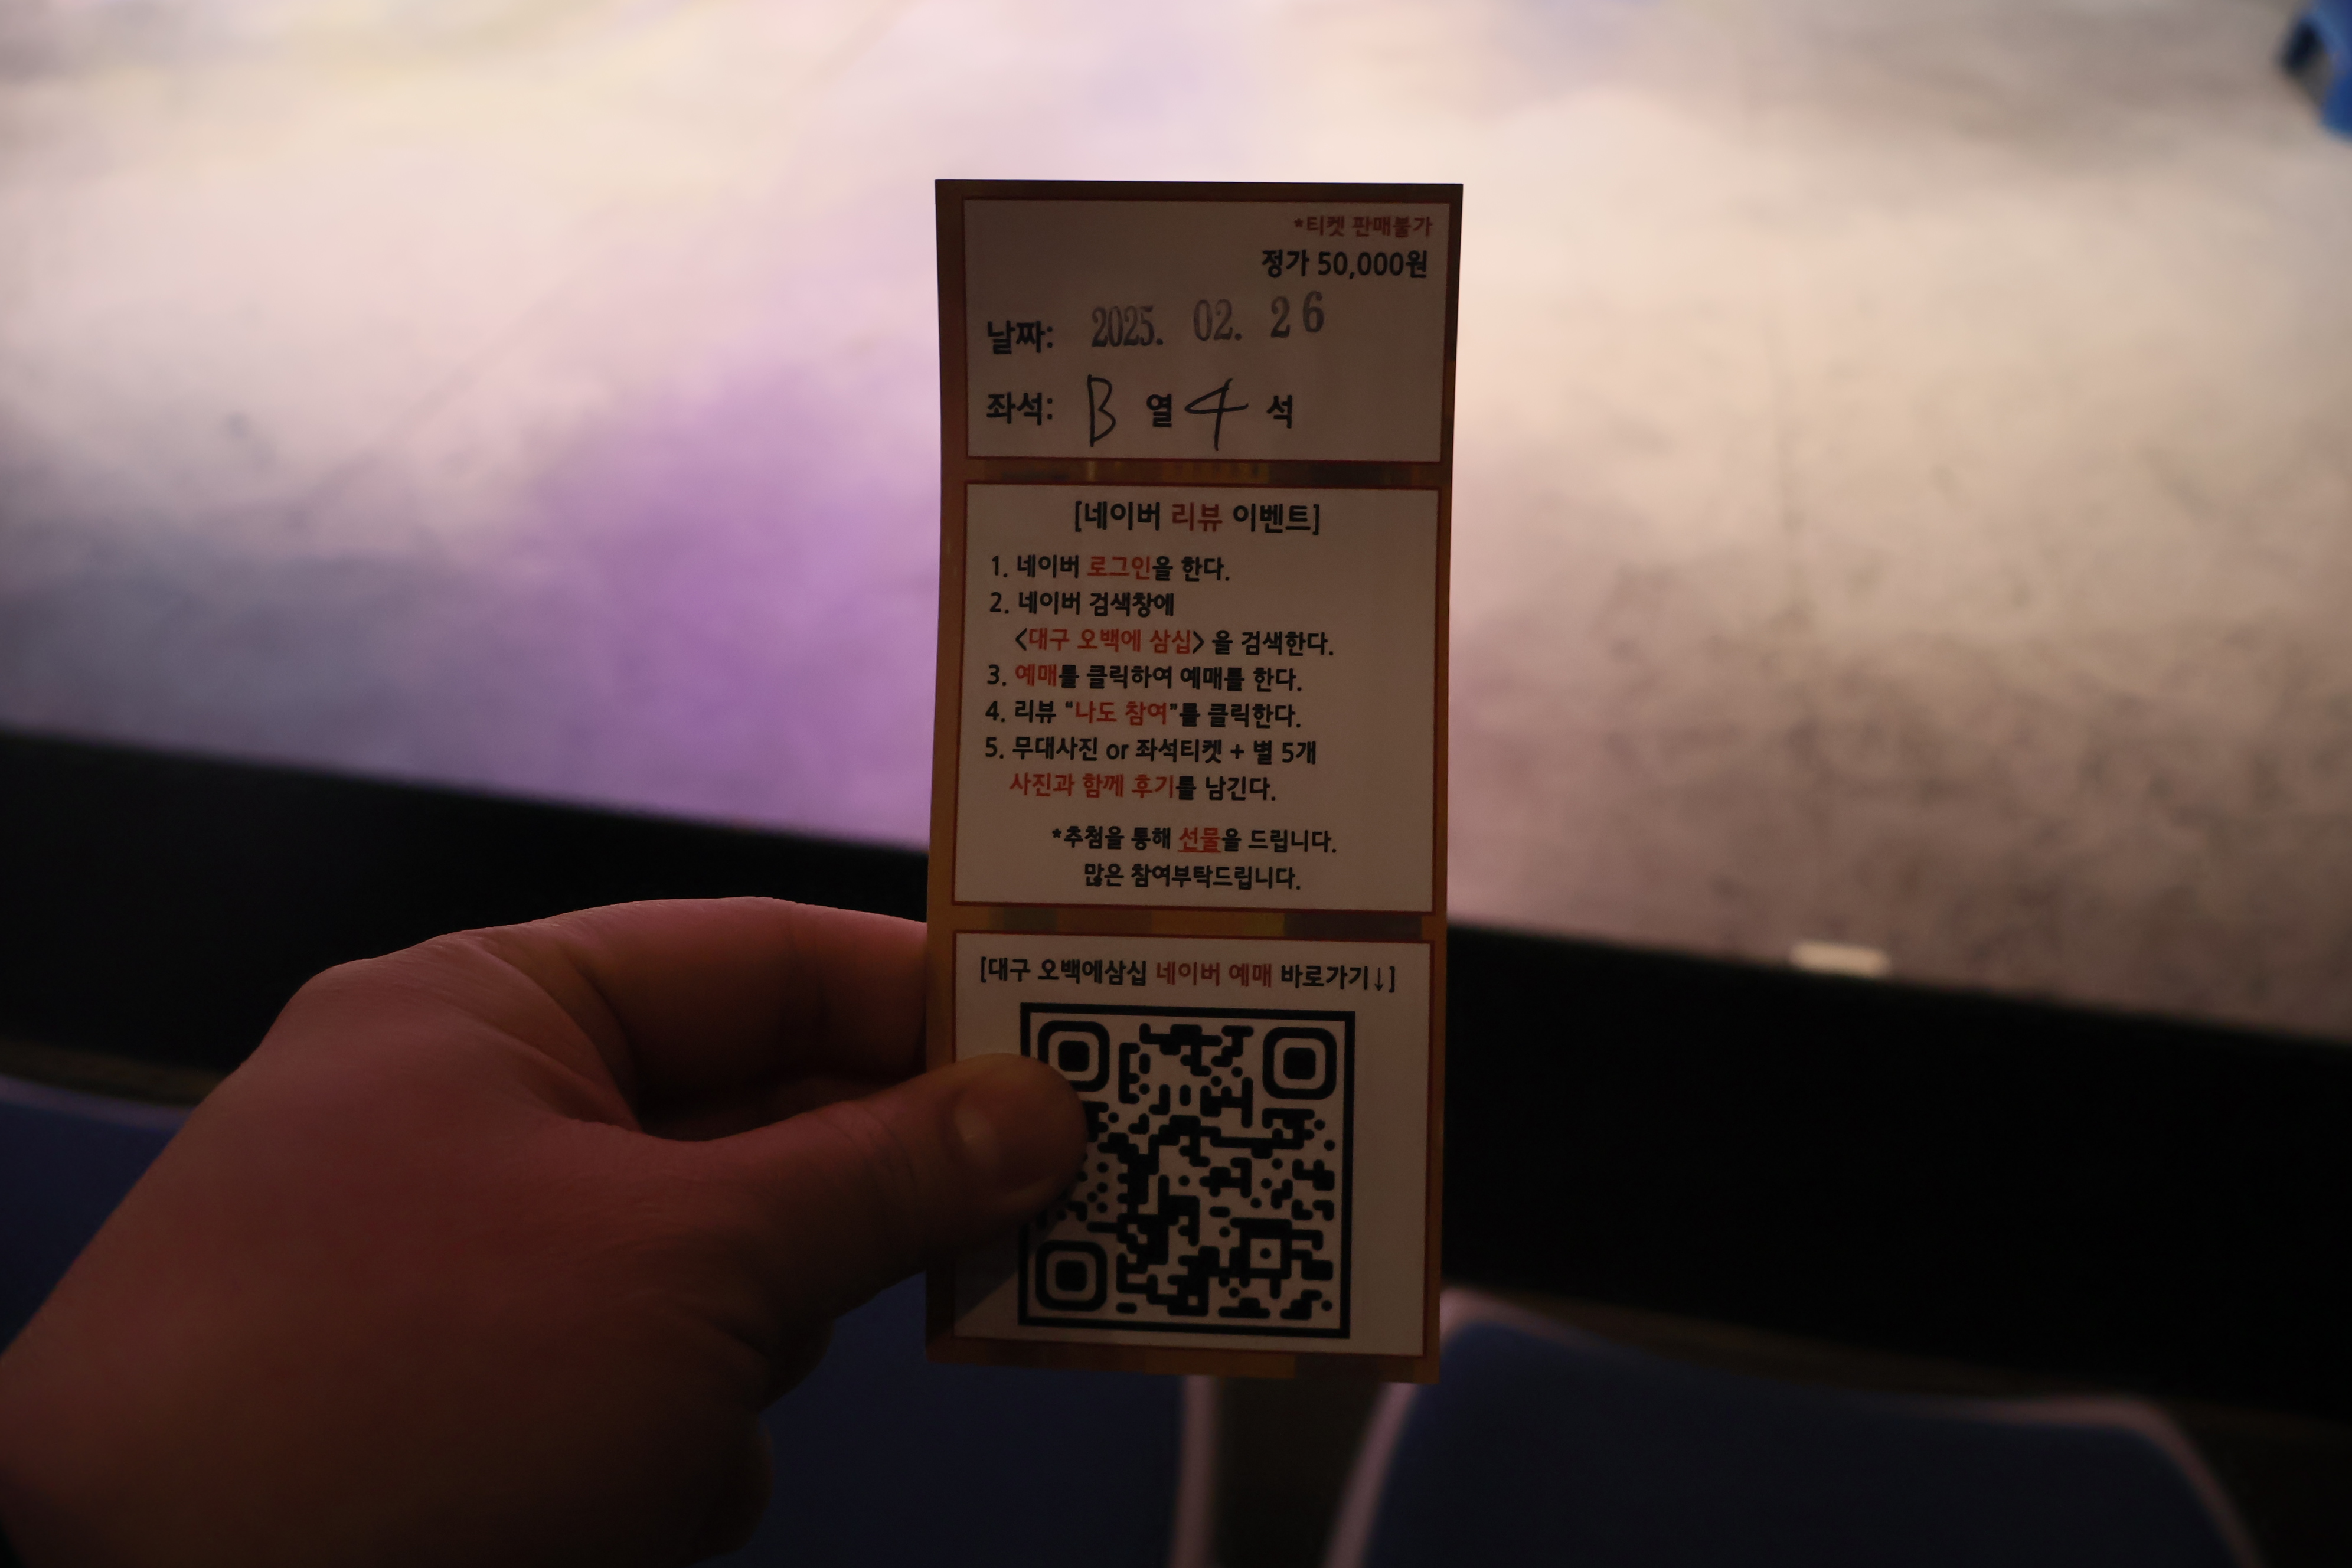 *티켓 판매불가
정가 50,000원
날짜: 2025. 02. 26
좌석: B 열 4 석
[네이버 리뷰 이벤트]
1. 네이버 로그인을 한다.
2. 네이버 검색창에
<대구 오백에 삼십> 을 검색한다.
3. 예매를 클릭하여 예매를 한다.
4. 리뷰 "나도 참여"를 클릭한다.
5. 무대사진 or 좌석티켓 + 별 5개
사진과 함께 후기를 남긴다.
*추첨을 통해 선물을 드립니다.
많은 참여부탁드립니다.
[대구 오백에삼십 네이버 예매 바로가기↓]